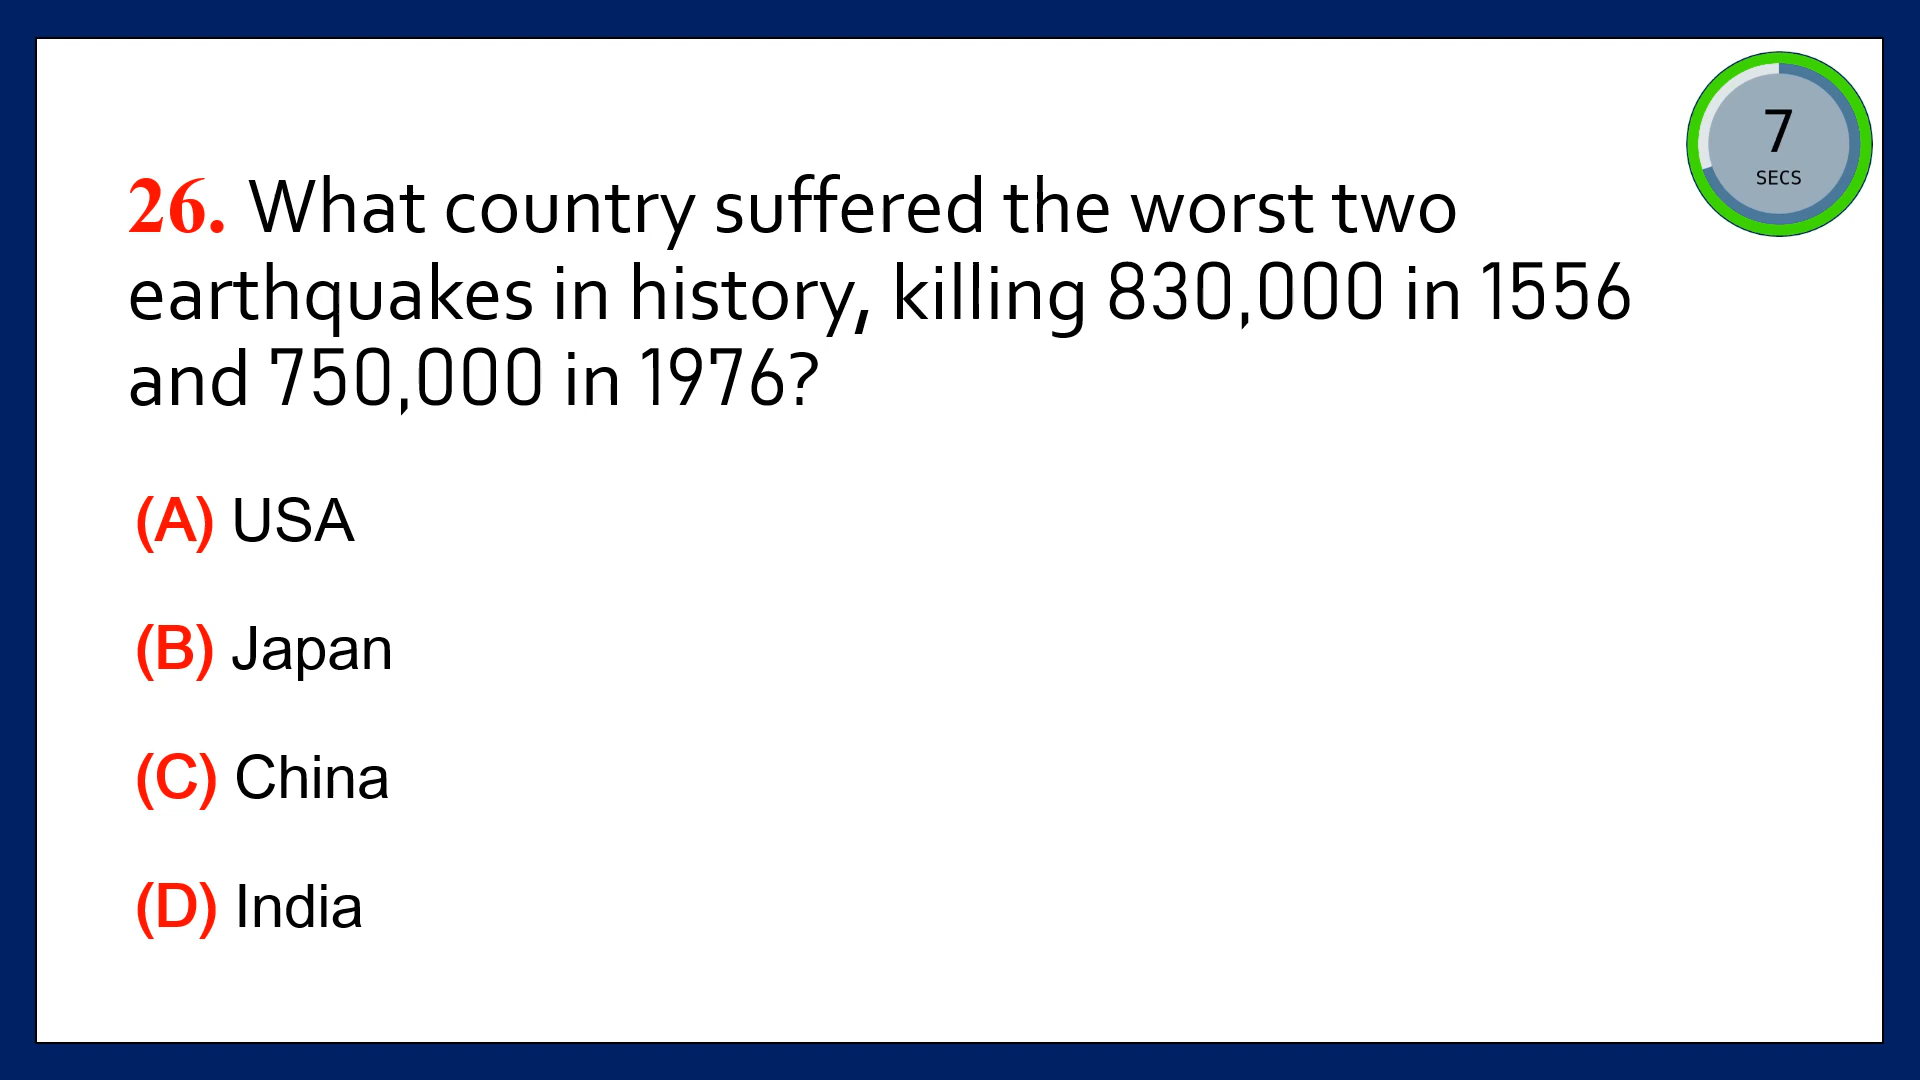 7
SECS
26. What country suffered the worst two
earthquakes in history, killing 830,000 in 1556
and 750,000 in 1976?
(A) USA
(B) Japan
(C) China
(D) India